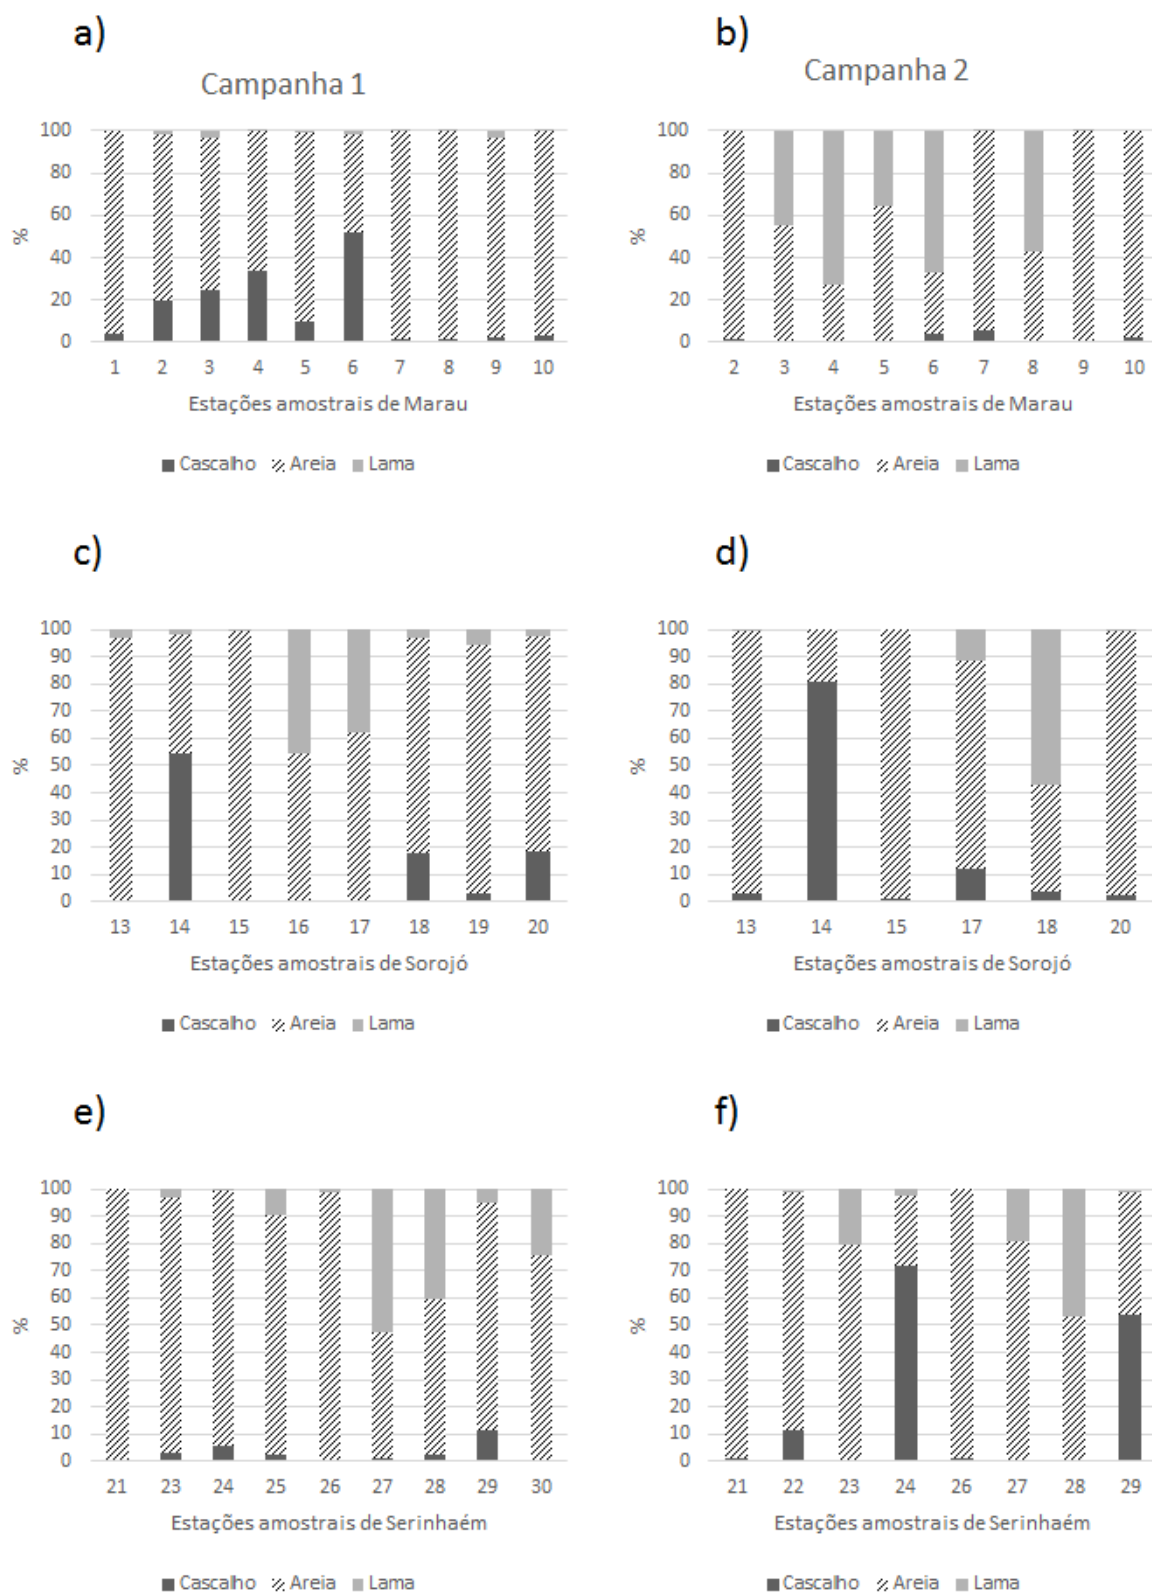 a)
Campanha 1
100
80
60
40
20
0
%
1 2 3 4 5 6 7 8 9 10
Estações amostrais de Marau
Cascalho Areia Lama
b)
Campanha 2
100
80
60
40
20
0
%
2 3 4 5 6 7 8 9 10
Estações amostrais de Marau
Cascalho Areia Lama
c)
100
90
80
70
60
50
40
30
20
10
0
%
13 14 15 16 17 18 19 20
Estações amostrais de Sorojó
Cascalho Areia Lama
d)
100
90
80
70
60
50
40
30
20
10
0
%
13 14 15 17 18 20
Estações amostrais de Sorojó
Cascalho Areia Lama
e)
100
90
80
70
60
50
40
30
20
10
0
%
21 23 24 25 26 27 28 29 30
Estações amostrais de Serinhaém
Cascalho Areia Lama
f)
100
90
80
70
60
50
40
30
20
10
0
%
21 22 23 24 26 27 28 29
Estações amostrais de Serinhaém
Cascalho Areia Lama